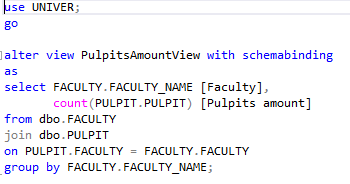 use UNIVER;
go
alter view PulpitsAmountView with schemabinding
as
select FACULTY.FACULTY_NAME [Faculty],
count(PULPIT.PULPIT) [Pulpits amount]
from dbo.FACULTY
join dbo.PULPIT
on PULPIT.FACULTY = FACULTY.FACULTY
group by FACULTY.FACULTY_NAME;